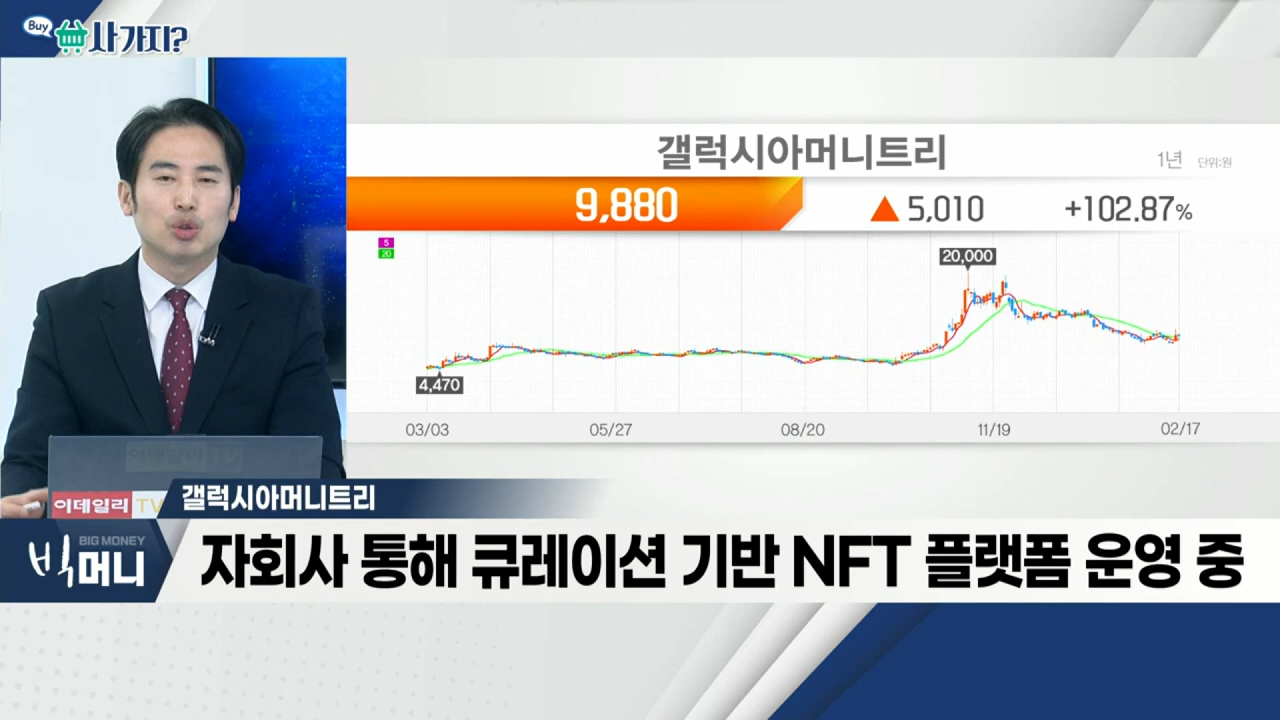 Buy 사 가지?
갤럭시아머니트리
1년 단위:원
9,880 ▲ 5,010 +102.87%
5
20
20,000
4,470
03/03 05/27 08/20 11/19 02/17
이데일리 TV
갤럭시아머니트리
BIG MONEY
빅머니
자회사 통해 큐레이션 기반 NFT 플랫폼 운영 중